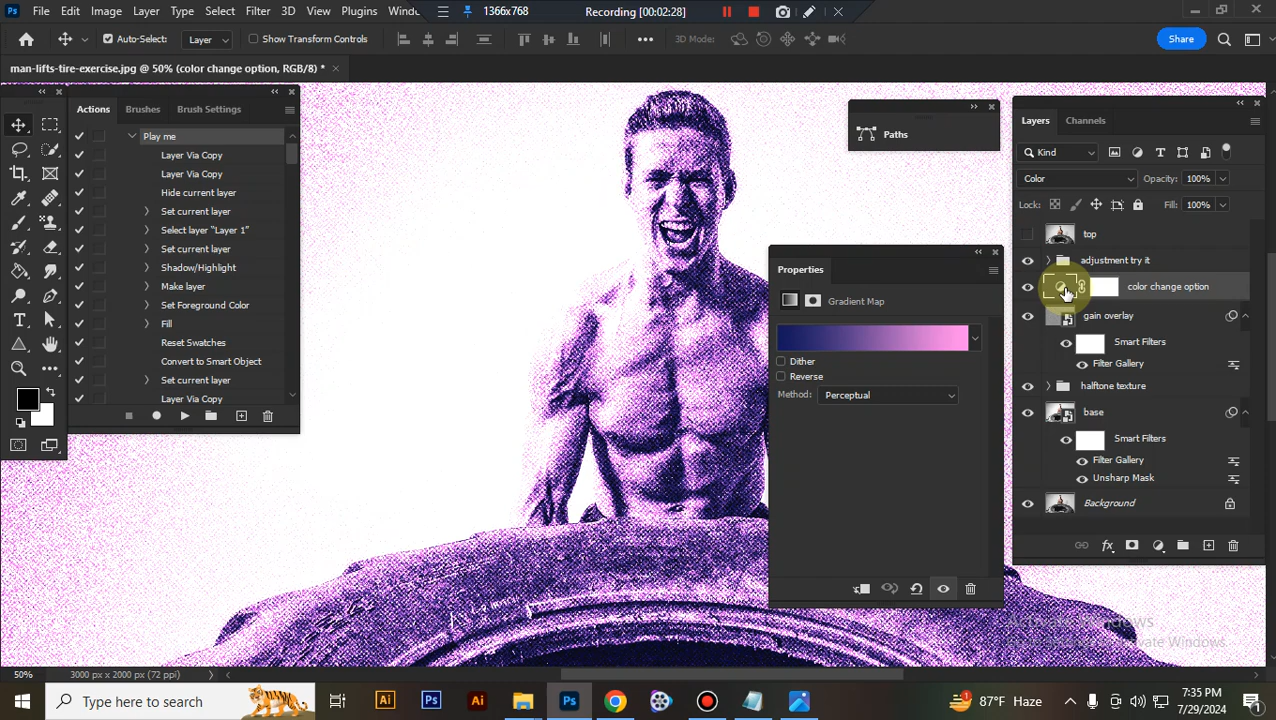 File Edit Image Layer Type Select Filter 3D View Plugins Windo 1366x768 Recording [00:02:28]
Auto-Select: Layer Show Transform Controls 3D Mode: Share
man-lifts-tire-exercise.jpg @ 50% (color change option, RGB/8) *
Actions Brushes Brush Settings
Play me
Layer Via Copy
Layer Via Copy
Hide current layer
Set current layer
Select layer "Layer 1"
Set current layer
Shadow/Highlight
Make layer
Set Foreground Color
Fill
Reset Swatches
Convert to Smart Object
Set current layer
Layer Via Copy
Paths
Properties
Gradient Map
Dither
Reverse
Method: Perceptual
Layers Channels
Kind
Color Opacity: 100%
Lock: Fill: 100%
top
adjustment try it
color change option
gain overlay
Smart Filters
Filter Gallery
halftone texture
base
Smart Filters
Filter Gallery
Unsharp Mask
Background
Activate Windows
50% 3000 px x 2000 px (72 ppi)
Type here to search
87°F Haze
7:35 PM
7/29/2024